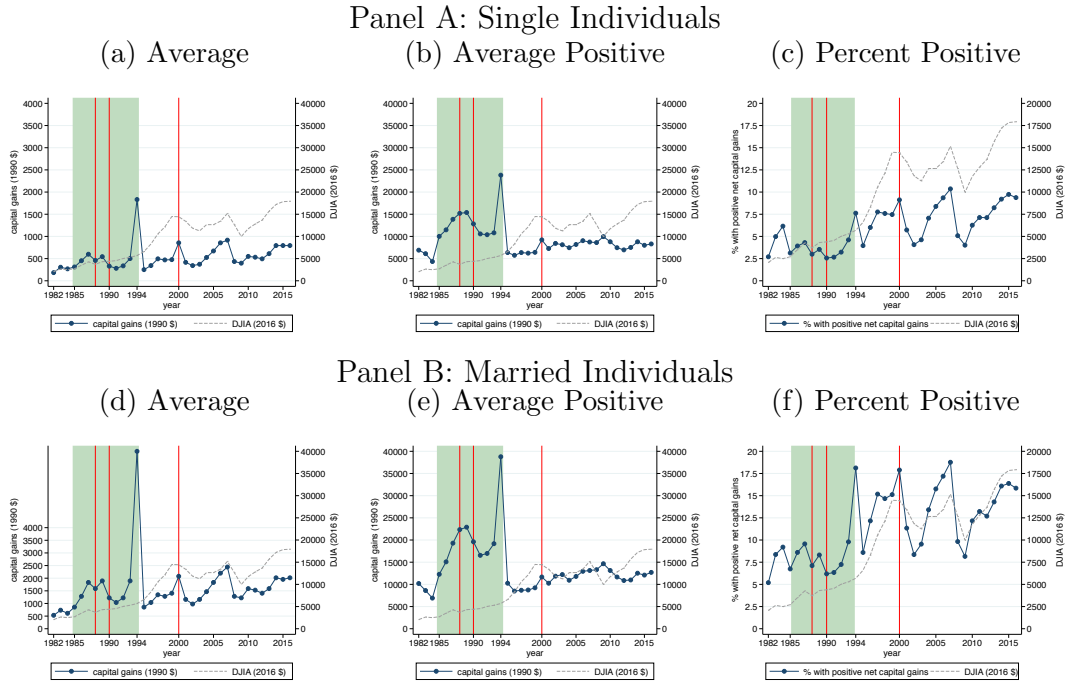 Panel A: Single Individuals
(a) Average
(b) Average Positive
(c) Percent Positive
4000
3500
3000
2500
2000
1500
1000
500
0
capital gains (1990 $)
40000
35000
30000
25000
20000
15000
10000
5000
0
DJIA (2016 $)
1982 1985 1990 1994 2000 2005 2010 2015
year
capital gains (1990 $) DJIA (2016 $)
40000
35000
30000
25000
20000
15000
10000
5000
0
capital gains (1990 $)
40000
35000
30000
25000
20000
15000
10000
5000
0
DJIA (2016 $)
1982 1985 1990 1994 2000 2005 2010 2015
year
capital gains (1990 $) DJIA (2016 $)
20
17.5
15
12.5
10
7.5
5
2.5
0
% with positive net capital gains
20000
17500
15000
12500
10000
7500
5000
2500
0
DJIA (2016 $)
1982 1985 1990 1994 2000 2005 2010 2015
year
% with positive net capital gains DJIA (2016 $)
Panel B: Married Individuals
(d) Average
(e) Average Positive
(f) Percent Positive
4000
3500
3000
2500
2000
1500
1000
500
0
capital gains (1990 $)
40000
35000
30000
25000
20000
15000
10000
5000
0
DJIA (2016 $)
1982 1985 1990 1994 2000 2005 2010 2015
year
capital gains (1990 $) DJIA (2016 $)
40000
35000
30000
25000
20000
15000
10000
5000
0
capital gains (1990 $)
40000
35000
30000
25000
20000
15000
10000
5000
0
DJIA (2016 $)
1982 1985 1990 1994 2000 2005 2010 2015
year
capital gains (1990 $) DJIA (2016 $)
20
17.5
15
12.5
10
7.5
5
2.5
0
% with positive net capital gains
20000
17500
15000
12500
10000
7500
5000
2500
0
DJIA (2016 $)
1982 1985 1990 1994 2000 2005 2010 2015
year
% with positive net capital gains DJIA (2016 $)